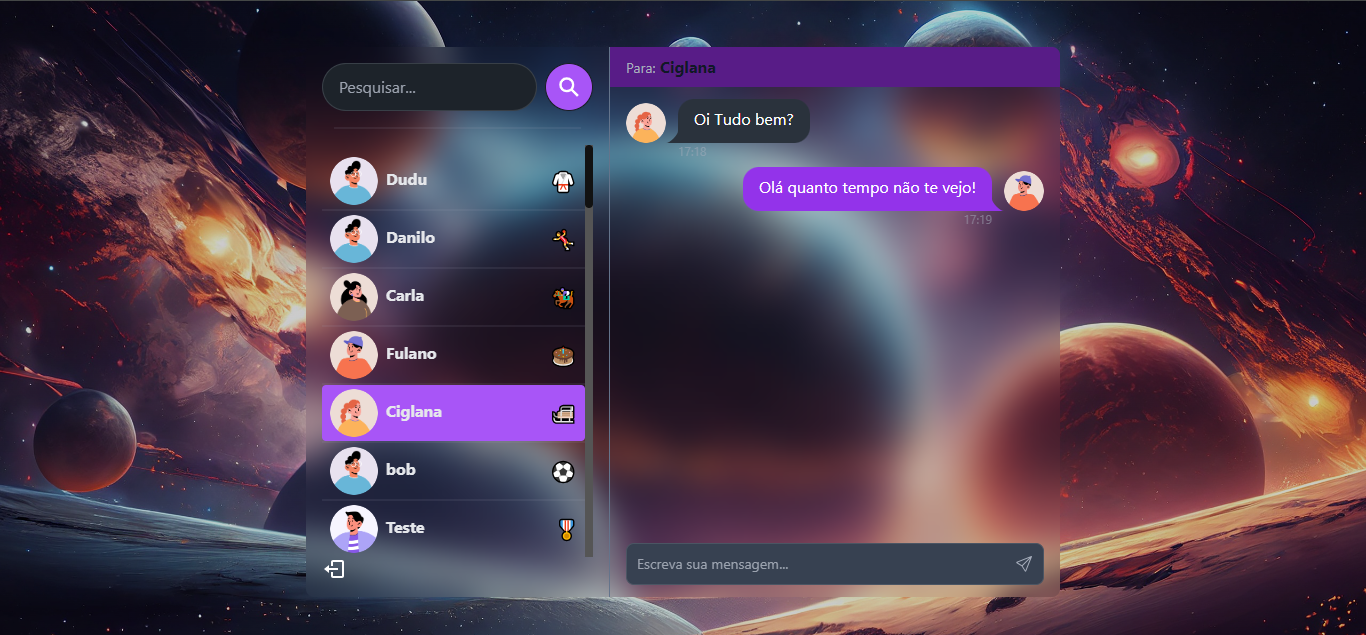 Pesquisar...
Dudu
Danilo
Carla
Fulano
Ciglana
bob
Teste
Para: Ciglana
Oi Tudo bem?
17:18
Olá quanto tempo não te vejo!
17:19
Escreva sua mensagem...